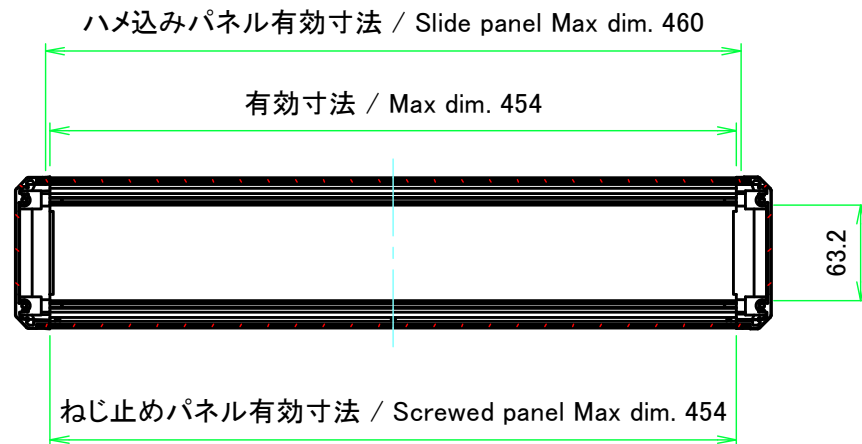 ハメ込みパネル有効寸法 / Slide panel Max dim. 460
有効寸法 / Max dim. 454
63.2
ねじ止めパネル有効寸法 / Screwed panel Max dim. 454